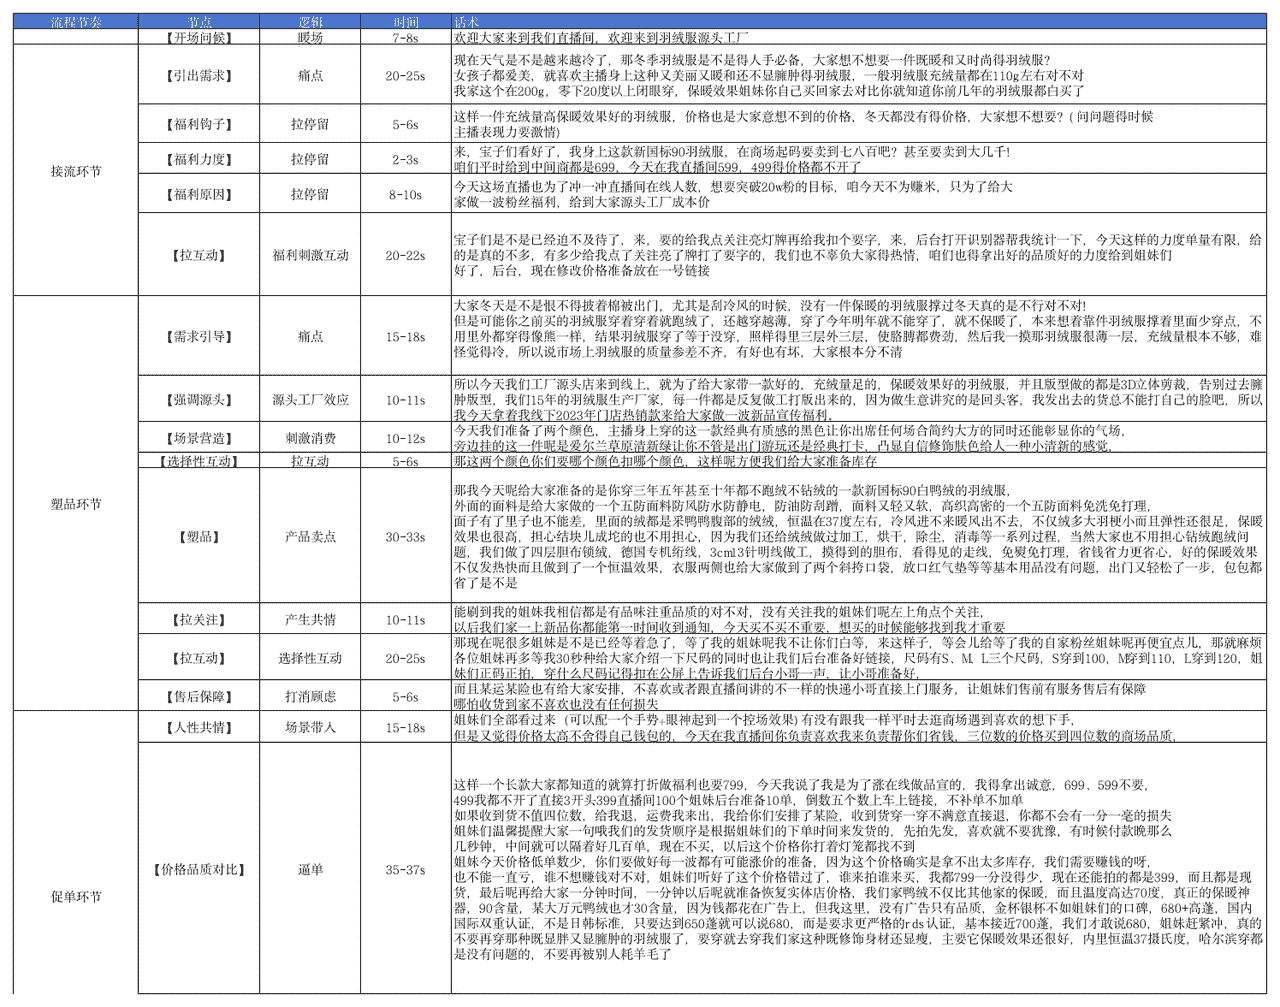 流程节奏 节点 逻辑 时间 话术
【开场问候】 暖场 7-8s 欢迎大家来到我们直播间，欢迎来到羽绒服源头工厂
接流环节
【引出需求】 痛点 20-25s
现在天气是不是越来越冷了，那冬季羽绒服是不是得人手必备，大家想不想要一件既暖和又时尚得羽绒服？
女孩子都爱美，就喜欢主播身上这种又美丽又暖和还不显臃肿得羽绒服，一般羽绒服充绒量都在110g左右对不对
我家这个在200g，零下20度以上闭眼穿，保暖效果姐妹你自己买回家去对比你就知道你前几年的羽绒服都白买了
【福利钩子】 拉停留 5-6s
这样一件充绒量高保暖效果好的羽绒服，价格也是大家意想不到的价格，冬天都没有得价格，大家想不想要？( 问问题得时候
主播表现力要激情)
【福利力度】 拉停留 2-3s
来，宝子们看好了，我身上这款新国标90羽绒服，在商场起码要卖到七八百吧？甚至要卖到大几千!
咱们平时给到中间商都是699，今天在我直播间599，499得价格都不开了
【福利原因】 拉停留 8-10s
今天这场直播也为了冲一冲直播间在线人数，想要突破20w粉的目标，咱今天不为赚米，只为了给大
家做一波粉丝福利，给到大家源头工厂成本价
【拉互动】 福利刺激互动 20-22s
宝子们是不是已经迫不及待了，来，要的给我点关注亮灯牌再给我扣个要字，来，后台打开识别器帮我统计一下，今天这样的力度单量有限，给
的是真的不多，有多少给我点了关注亮了牌打了要字的，我们也不辜负大家得热情，咱们也得拿出好的品质好的力度给到姐妹们
好了，后台，现在修改价格准备放在一号链接
塑品环节
【需求引导】 痛点 15-18s
大家冬天是不是恨不得披着棉被出门，尤其是刮冷风的时候，没有一件保暖的羽绒服撑过冬天真的是不行对不对!
但是可能你之前买的羽绒服穿着穿着就跑绒了，还越穿越薄，穿了今年明年就不能穿了，就不保暖了，本来想着靠件羽绒服撑着里面少穿点，不
用里外都穿得像熊一样，结果羽绒服穿了等于没穿，照样得里三层外三层，使胳膊都费劲，然后我一摸那羽绒服很薄一层，充绒量根本不够，难
怪觉得冷，所以说市场上羽绒服的质量参差不齐，有好也有坏，大家根本分不清
【强调源头】 源头工厂效应 10-11s
所以今天我们工厂源头店来到线上，就为了给大家带一款好的，充绒量足的，保暖效果好的羽绒服，并且版型做的都是3D立体剪裁，告别过去臃
肿版型，我们15年的羽绒服生产厂家，每一件都是反复做工打版出来的，因为做生意讲究的是回头客，我发出去的货总不能打自己的脸吧，所以
我今天拿着我线下2023年门店热销款来给大家做一波新品宣传福利。
【场景营造】 刺激消费 10-12s
今天我们准备了两个颜色，主播身上穿的这一款经典有质感的黑色让你出席任何场合简约大方的同时还能彰显你的气场，
旁边挂的这一件呢是爱尔兰草原清新绿让你不管是出门游玩还是经典打卡，凸显自信修饰肤色给人一种小清新的感觉，
【选择性互动】 拉互动 5-6s 那这两个颜色你们要哪个颜色扣哪个颜色，这样呢方便我们给大家准备库存
【塑品】 产品卖点 30-33s
那我今天呢给大家准备的是你穿三年五年甚至十年都不跑绒不钻绒的一款新国标90白鸭绒的羽绒服，
外面的面料是给大家做的一个五防面料防风防水防静电，防油防刮蹭，面料又轻又软，高织高密的一个五防面料免洗免打理，
面子有了里子也不能差，里面的绒都是采鸭鸭腹部的绒绒，恒温在37度左右，冷风进不来暖风出不去，不仅绒多大羽梗小而且弹性还很足，保暖
效果也很高，担心结块儿成坨的也不用担心，因为我们还给绒绒做过加工，烘干，除尘，消毒等一系列过程，当然大家也不用担心钻绒跑绒问
题，我们做了四层胆布锁绒，德国专机绗线，3cm13针明线做工，摸得到的胆布，看得见的走线，免熨免打理，省钱省力更省心，好的保暖效果
不仅发热快而且做到了一个恒温效果，衣服两侧也给大家做到了两个斜挎口袋，放口红气垫等等基本用品没有问题，出门又轻松了一步，包包都
省了是不是
【拉关注】 产生共情 10-11s
能刷到我的姐妹我相信都是有品味注重品质的对不对，没有关注我的姐妹们呢左上角点个关注，
以后我们家一上新品你都能第一时间收到通知，今天买不买不重要，想买的时候能够找到我才重要
【拉互动】 选择性互动 20-25s
那现在呢很多姐妹是不是已经等着急了，等了我的姐妹呢我不让你们白等，来这样子，等会儿给等了我的自家粉丝姐妹呢再便宜点儿，那就麻烦
各位姐妹再多等我30秒种给大家介绍一下尺码的同时也让我们后台准备好链接，尺码有S、M、L三个尺码，S穿到100，M穿到110，L穿到120，姐
妹们正码正拍，穿什么尺码记得扣在公屏上告诉我们后台小哥一声，让小哥准备好，
【售后保障】 打消顾虑 5-6s
而且某运某险也有给大家安排，不喜欢或者跟直播间讲的不一样的快递小哥直接上门服务，让姐妹们售前有服务售后有保障
哪怕收货到家不喜欢也没有任何损失
促单环节
【人性共情】 场景带入 15-18s
姐妹们全部看过来（可以配一个手势+眼神起到一个控场效果) 有没有跟我一样平时去逛商场遇到喜欢的想下手，
但是又觉得价格太高不舍得自己钱包的，今天在我直播间你负责喜欢我来负责帮你们省钱，三位数的价格买到四位数的商场品质，
【价格品质对比】 逼单 35-37s
这样一个长款大家都知道的就算打折做福利也要799，今天我说了我是为了涨在线做品宣的，我得拿出诚意，699、599不要，
499我都不开了直接3开头399直播间100个姐妹后台准备10单，倒数五个数上车上链接，不补单不加单
如果收到货不值四位数，给我退，运费我来出，我给你们安排了某险，收到货穿一穿不满意直接退，你都不会有一分一毫的损失
姐妹们温馨提醒大家一句哦我们的发货顺序是根据姐妹们的下单时间来发货的，先拍先发，喜欢就不要犹豫，有时候付款晚那么
几秒钟，中间就可以隔着好几百单，现在不买，以后这个价格你打着灯笼都找不到
姐妹今天价格低单数少，你们要做好每一波都有可能涨价的准备，因为这个价格确实是拿不出太多库存，我们需要赚钱的呀，
也不能一直亏，谁不想赚钱对不对，姐妹们听好了这个价格错过了，谁来拍谁来买，我都799一分没得少，现在还能拍的都是399，而且都是现
货，最后呢再给大家一分钟时间，一分钟以后呢就准备恢复实体店价格，我们家鸭绒不仅比其他家的保暖，而且温度高达70度，真正的保暖神
器，90含量，某大万元鸭绒也才30含量，因为钱都花在广告上，但我这里，没有广告只有品质，金杯银杯不如姐妹们的口碑，680+高蓬，国内
国际双重认证，不是日韩标准，只要达到650蓬就可以说680，而是要求更严格的rds认证，基本接近700蓬，我们才敢说680，姐妹赶紧冲，真的
不要再穿那种既显胖又显臃肿的羽绒服了，要穿就去穿我们家这种既修饰身材还显瘦，主要它保暖效果还很好，内里恒温37摄氏度，哈尔滨穿都
是没有问题的，不要再被别人耗羊毛了